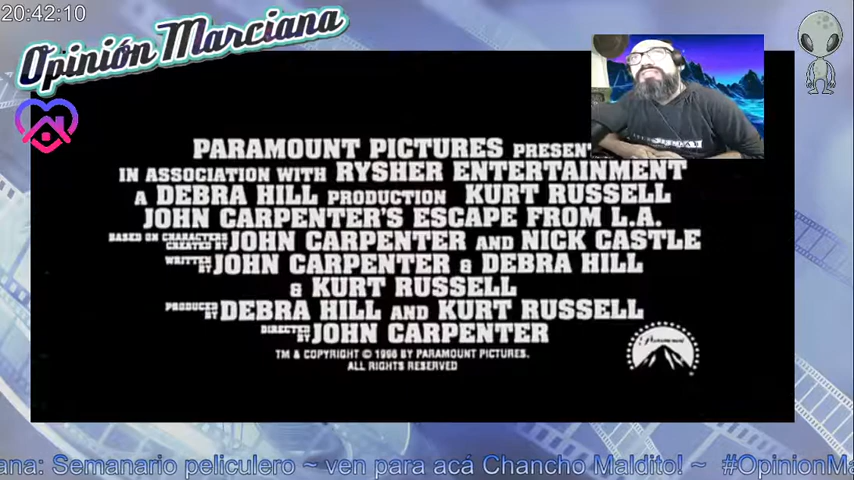 20:42:10
Opinión Marciana
PARAMOUNT PICTURES PRESEN
IN ASSOCIATION WITH RYSHER ENTERTAINMENT
A DEBRA HILL PRODUCTION KURT RUSSELL
JOHN CARPENTER'S ESCAPE FROM L.A.
BASED ON CHARACTERS CREATED BY JOHN CARPENTER AND NICK CASTLE
WRITTEN BY JOHN CARPENTER & DEBRA HILL
& KURT RUSSELL
PRODUCED BY DEBRA HILL AND KURT RUSSELL
DIRECTED BY JOHN CARPENTER
TM & COPYRIGHT © 1996 BY PARAMOUNT PICTURES.
ALL RIGHTS RESERVED
Paramount
ana: Semanario peliculero ~ ven para acá Chancho Maldito! ~ #OpinionMa